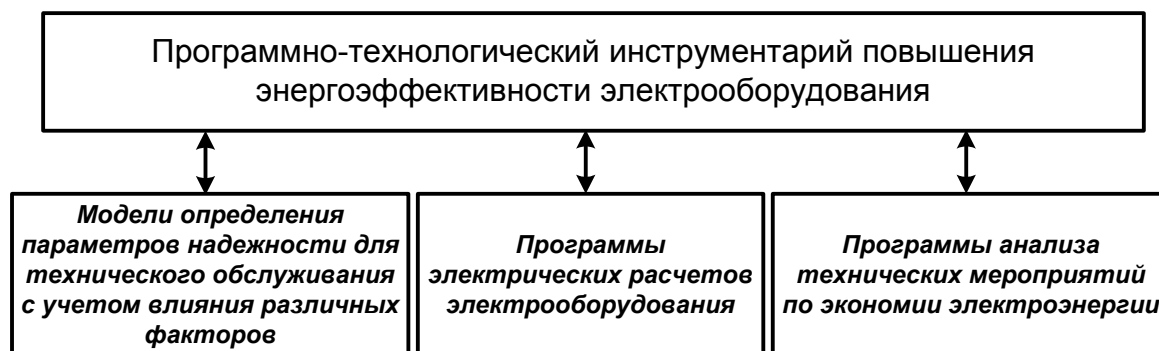 Программно-технологический инструментарий повышения
энергоэффективности электрооборудования
Модели определения
параметров надежности для
технического обслуживания
с учетом влияния различных
факторов
Программы
электрических расчетов
электрооборудования
Программы анализа
технических мероприятий
по экономии электроэнергии